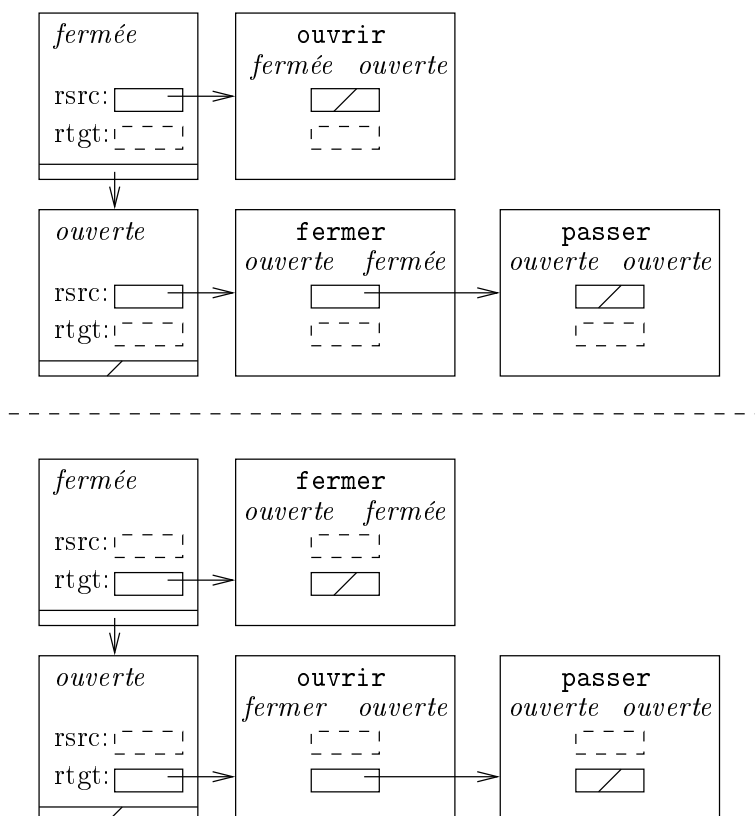 fermée
ouvrir
fermée ouverte
rsrc:
rtgt:
ouverte
fermer
passer
ouverte fermée
ouverte ouverte
rsrc:
rtgt:
fermée
fermer
ouverte fermée
rsrc:
rtgt:
ouverte
ouvrir
passer
fermer ouverte
ouverte ouverte
rsrc:
rtgt: